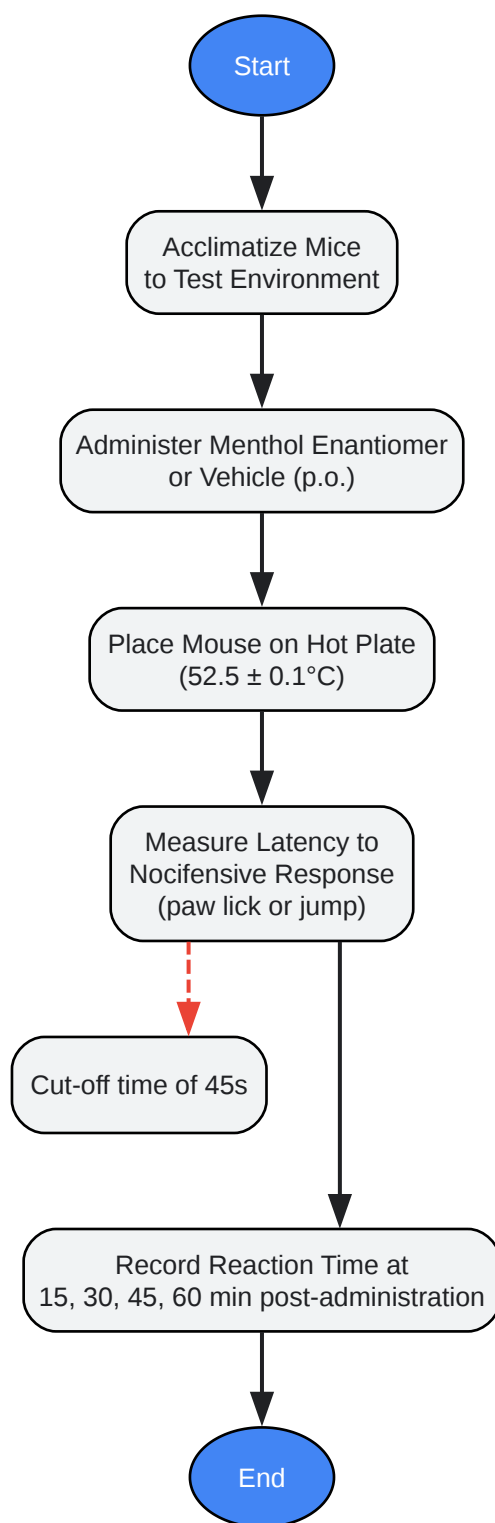 Start
Acclimatize Mice
to Test Environment
Administer Menthol Enantiomer
or Vehicle (p.o.)
Place Mouse on Hot Plate
(52.5 ± 0.1°C)
Measure Latency to
Nocifensive Response
(paw lick or jump)
Cut-off time of 45s
Record Reaction Time at
15, 30, 45, 60 min post-administration
End